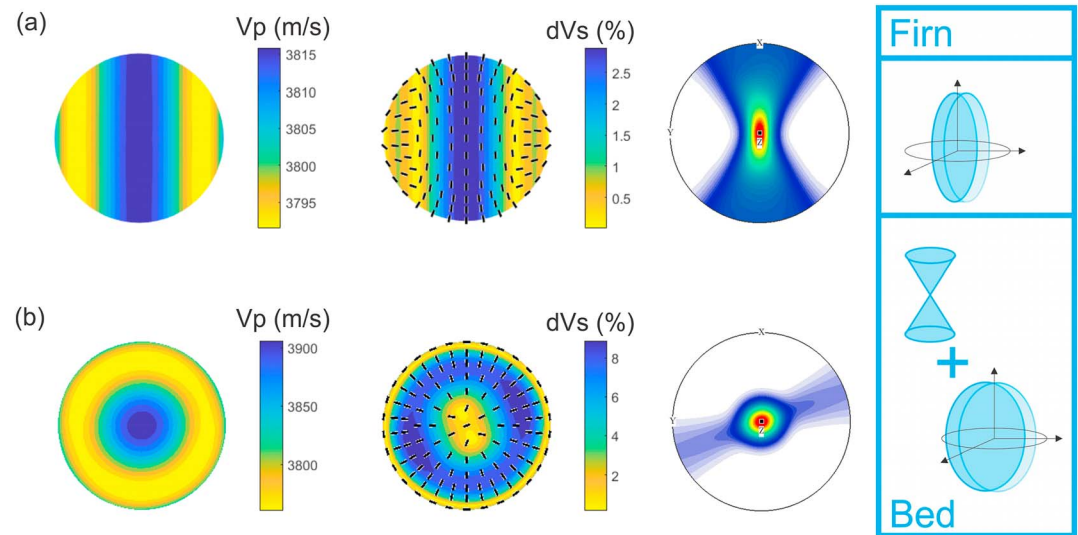 (a)
Vp (m/s)
3815
3810
3805
3800
3795
dVs (%)
2.5
2
1.5
1
0.5
X
Y
Z
Firn
(b)
Vp (m/s)
3900
3850
3800
dVs (%)
8
6
4
2
X
Y
Z
+
Bed